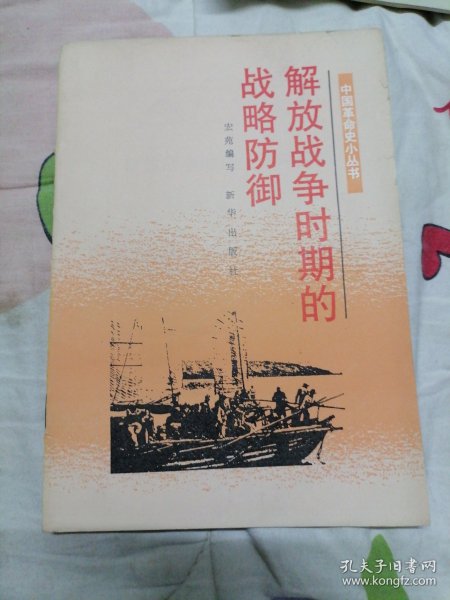 中国革命史小丛书
解放战争时期的
战略防御
宏苑编写 新华出版社
孔夫子旧书网
www.kongfz.com